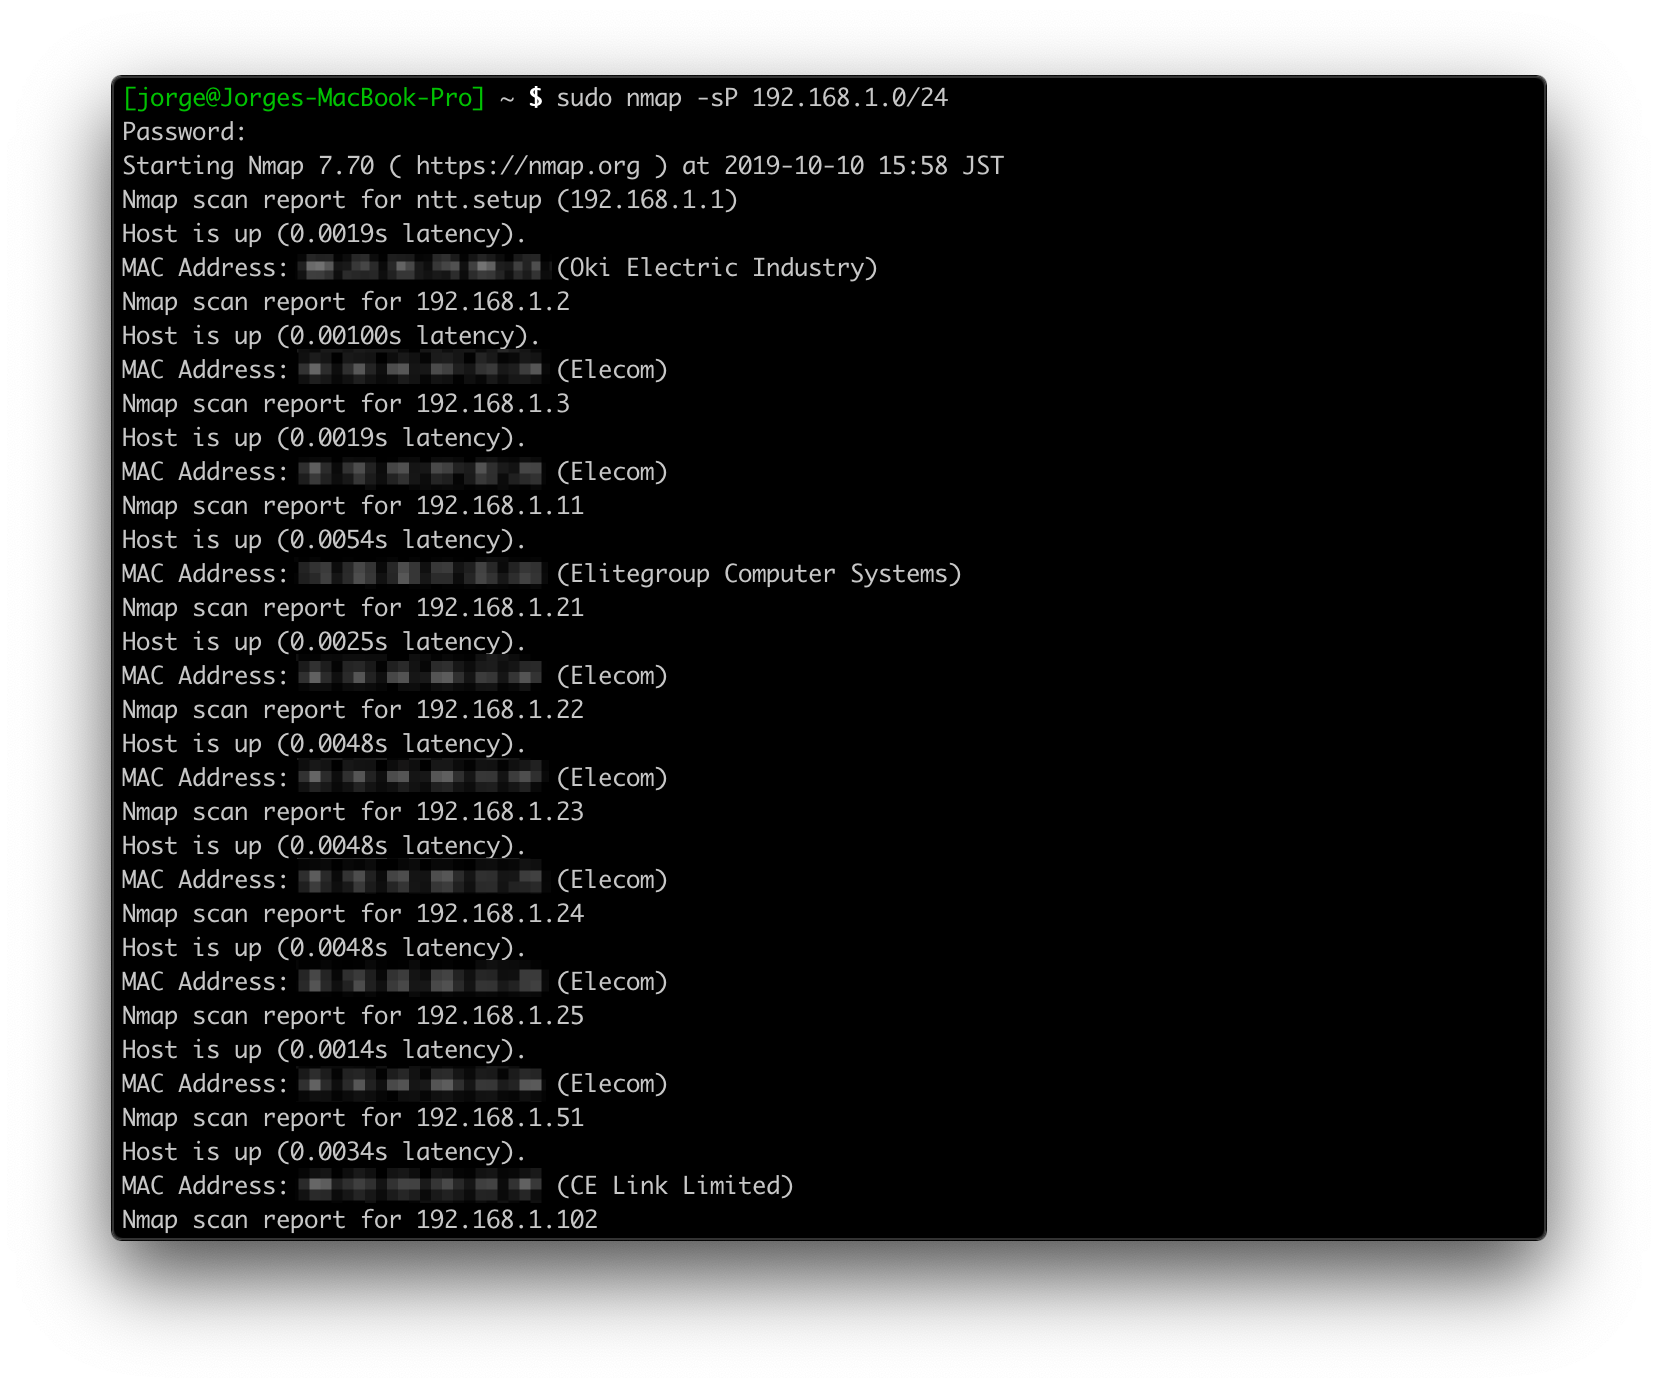 [jorge@Jorges-MacBook-Pro] ~ $ sudo nmap -sP 192.168.1.0/24
Password:
Starting Nmap 7.70 ( https://nmap.org ) at 2019-10-10 15:58 JST
Nmap scan report for ntt.setup (192.168.1.1)
Host is up (0.0019s latency).
MAC Address: (Oki Electric Industry)
Nmap scan report for 192.168.1.2
Host is up (0.00100s latency).
MAC Address: (Elecom)
Nmap scan report for 192.168.1.3
Host is up (0.0019s latency).
MAC Address: (Elecom)
Nmap scan report for 192.168.1.11
Host is up (0.0054s latency).
MAC Address: (Elitegroup Computer Systems)
Nmap scan report for 192.168.1.21
Host is up (0.0025s latency).
MAC Address: (Elecom)
Nmap scan report for 192.168.1.22
Host is up (0.0048s latency).
MAC Address: (Elecom)
Nmap scan report for 192.168.1.23
Host is up (0.0048s latency).
MAC Address: (Elecom)
Nmap scan report for 192.168.1.24
Host is up (0.0048s latency).
MAC Address: (Elecom)
Nmap scan report for 192.168.1.25
Host is up (0.0014s latency).
MAC Address: (Elecom)
Nmap scan report for 192.168.1.51
Host is up (0.0034s latency).
MAC Address: (CE Link Limited)
Nmap scan report for 192.168.1.102